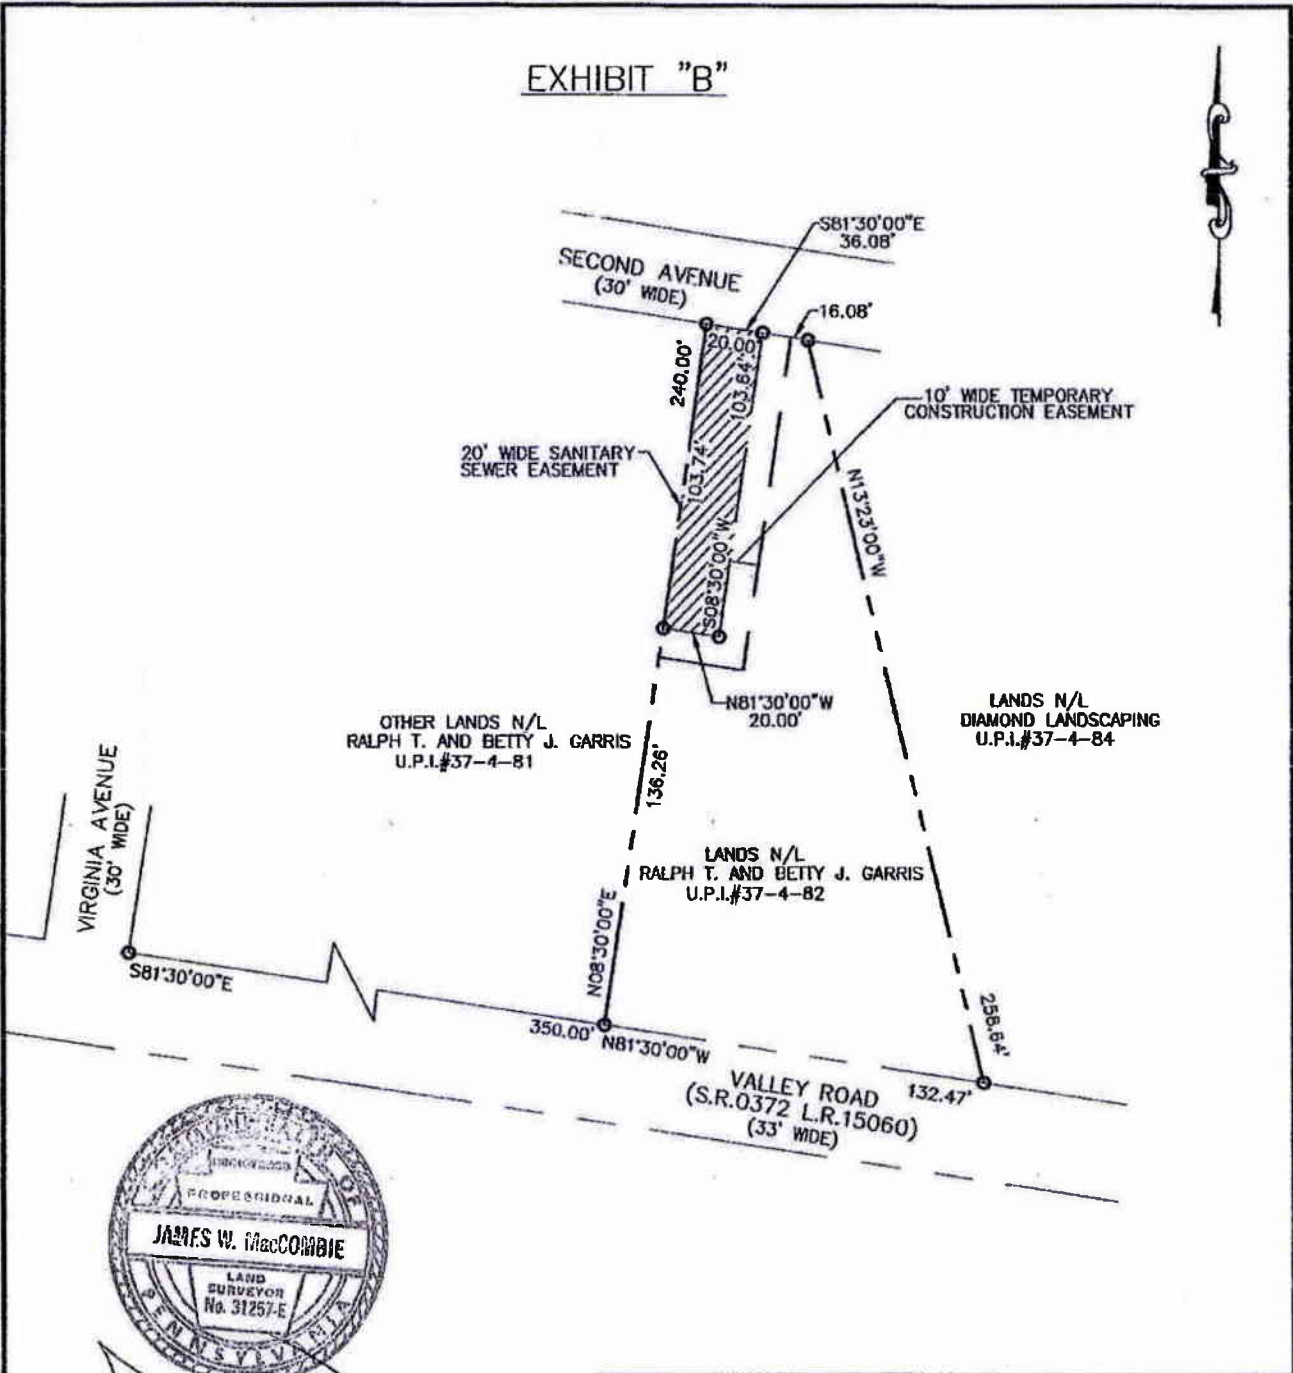 EXHIBIT "B"
S81°30'00"E
36.08'
SECOND AVENUE
(30' WIDE)
16.08'
20.00'
240.00'
103.64'
10' WIDE TEMPORARY
CONSTRUCTION EASEMENT
20' WIDE SANITARY
SEWER EASEMENT
103.74'
N13°23'00"W
S08°30'00"W
N81°30'00"W
20.00'
LANDS N/L
DIAMOND LANDSCAPING
U.P.I.#37-4-84
OTHER LANDS N/L
RALPH T. AND BETTY J. GARRIS
U.P.I.#37-4-81
136.26'
VIRGINIA AVENUE
(30' WIDE)
LANDS N/L
RALPH T. AND BETTY J. GARRIS
U.P.I.#37-4-82
N08°30'00"E
S81°30'00"E
258.64'
350.00'
N81°30'00"W
132.47'
VALLEY ROAD
(S.R.0372 L.R.15060)
(33' WIDE)
OF
PROFESSIONAL
JAMES W. MacCOMBIE
LAND
SURVEYOR
No. 31257-E
PENNSYLVANIA